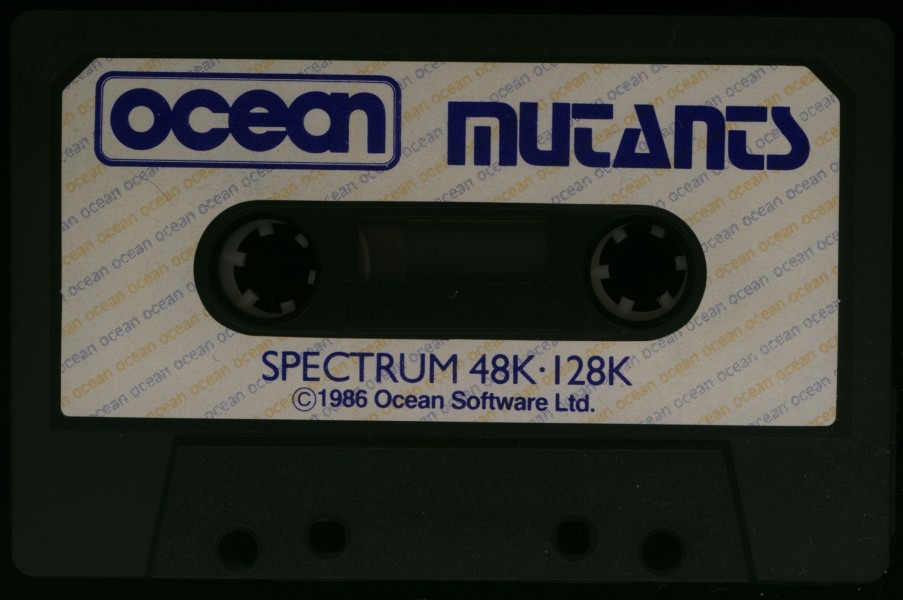 ocean
mutants
SPECTRUM 48K·128K
©1986 Ocean Software Ltd.